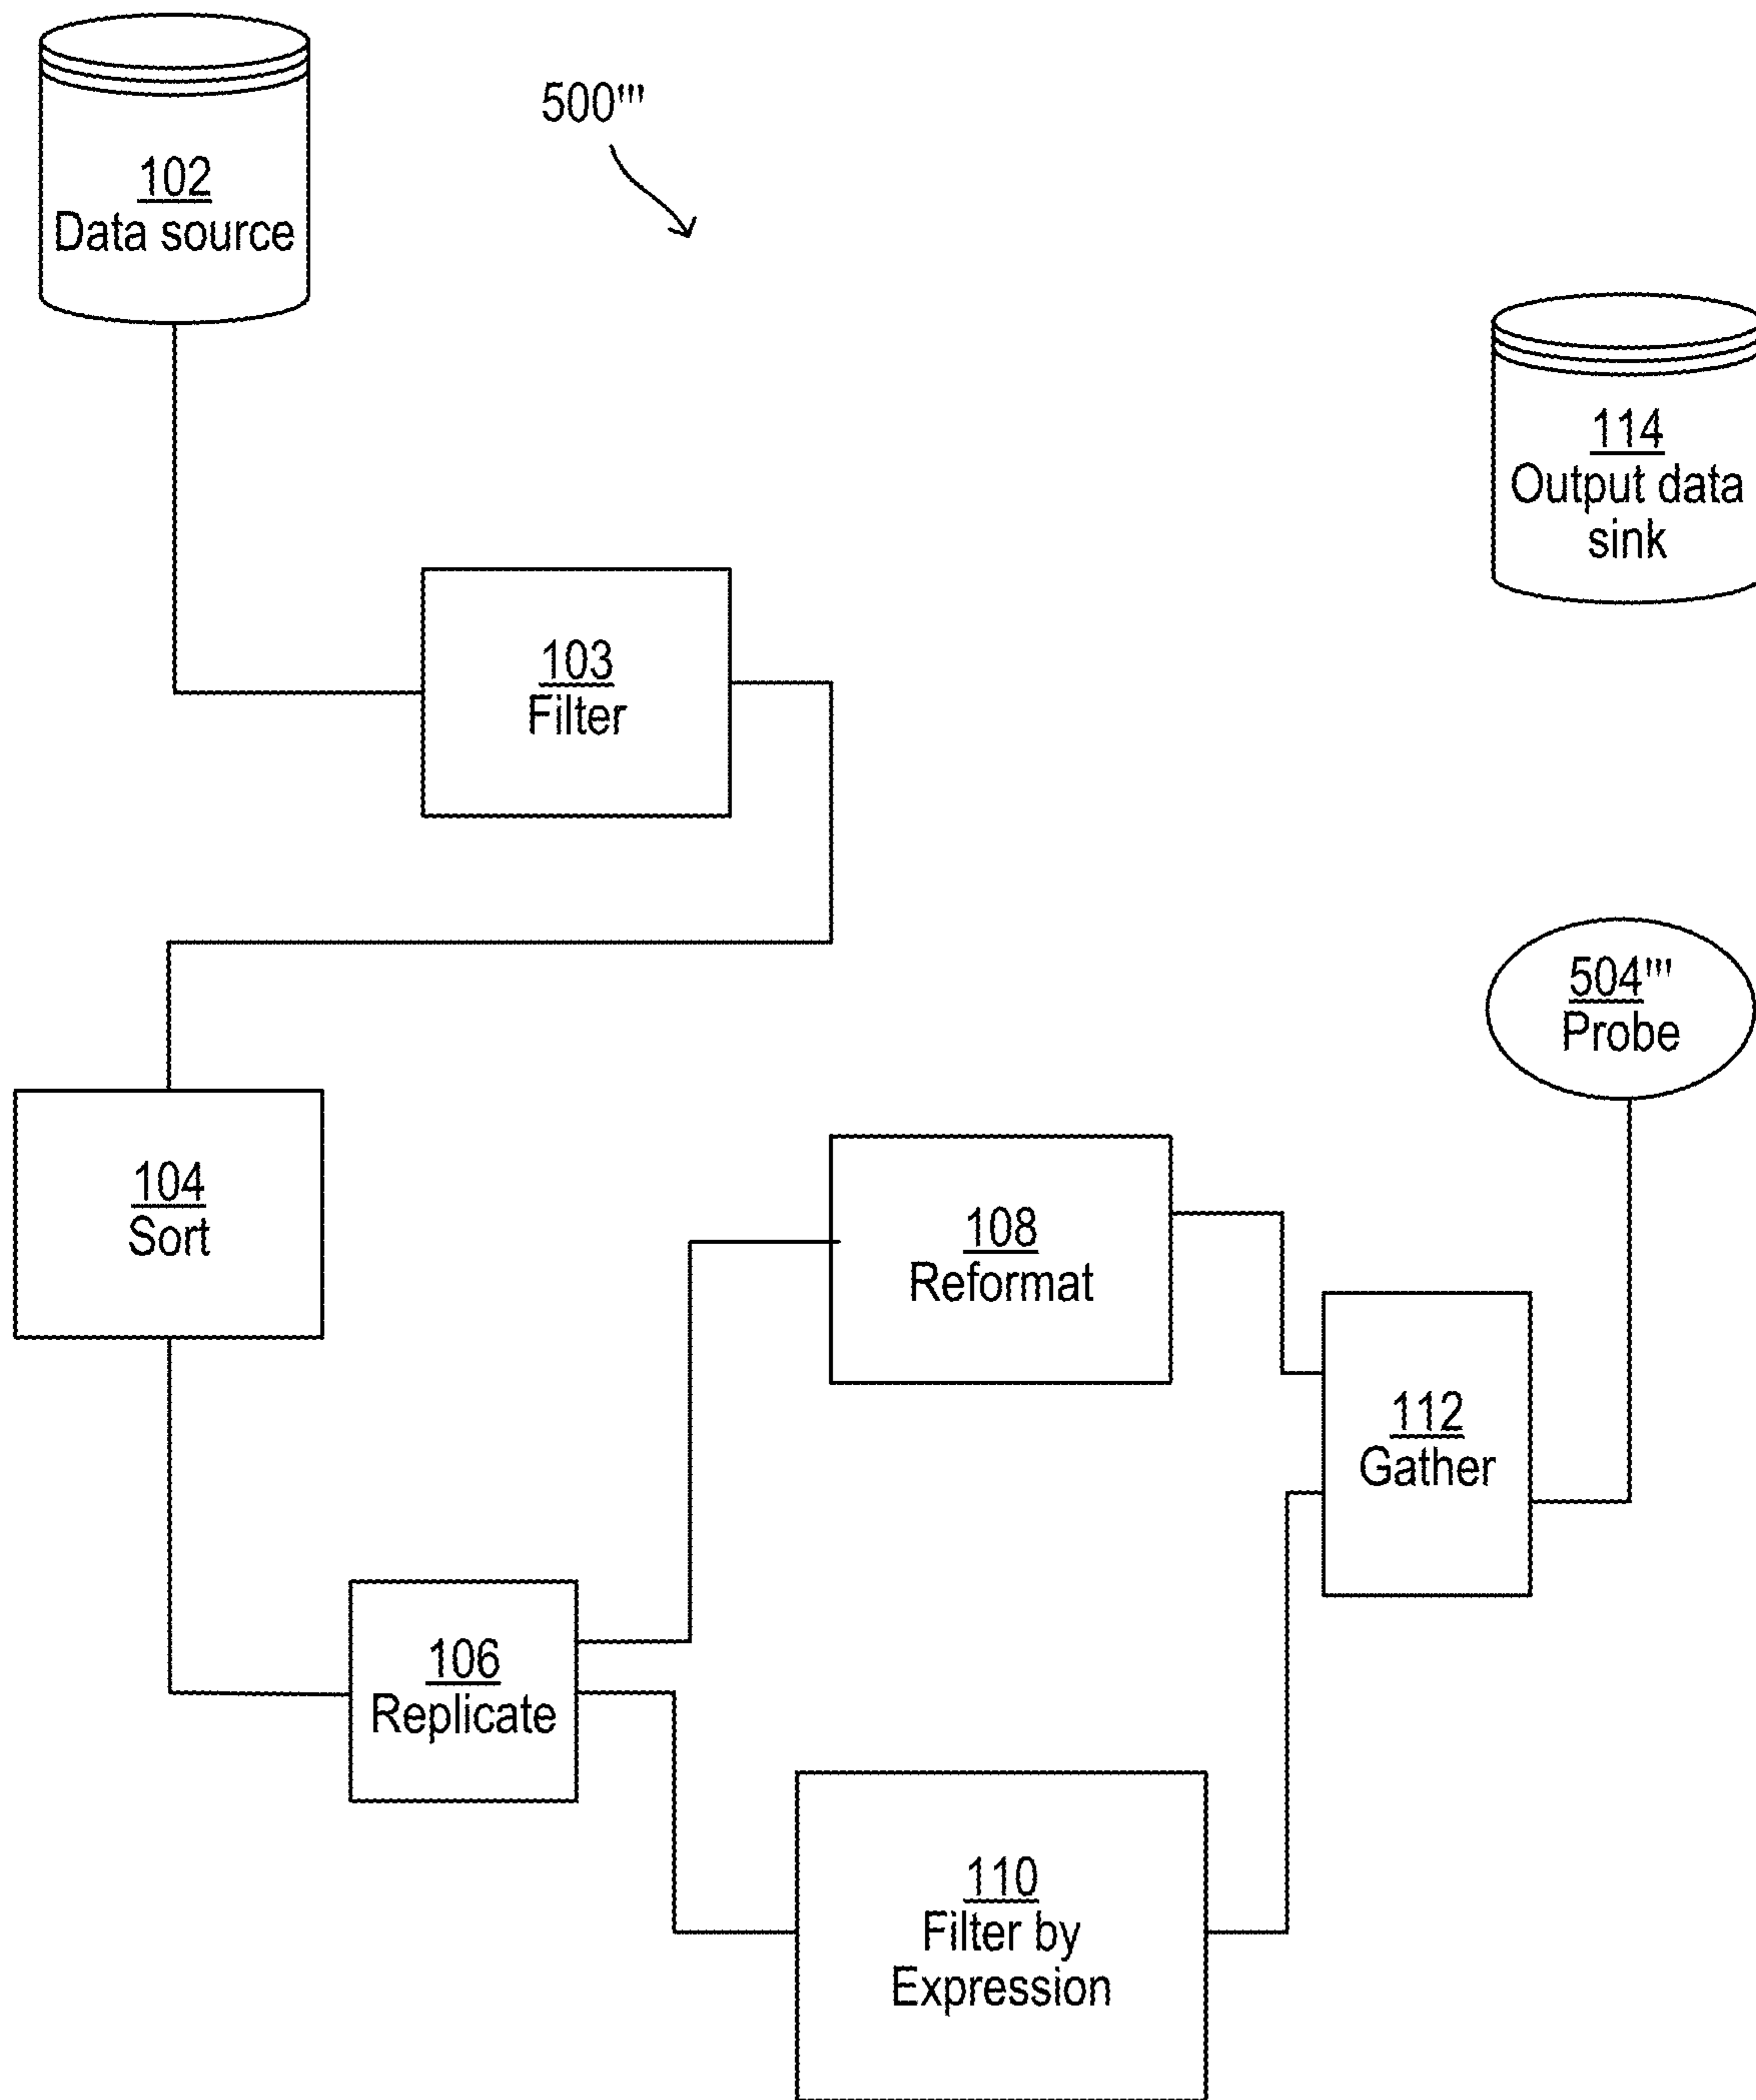 102
Data source
500'''
114
Output data
sink
103
Filter
504'''
Probe
104
Sort
108
Reformat
112
Gather
106
Replicate
110
Filter by
Expression